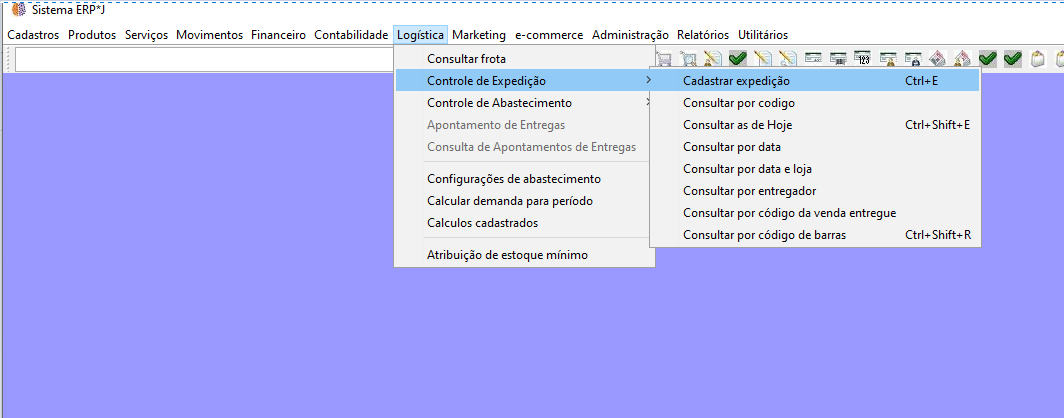 Sistema ERP*J
Cadastros Produtos Serviços Movimentos Financeiro Contabilidade Logística Marketing e-commerce Administração Relatórios Utilitários
Consultar frota
Controle de Expedição
Controle de Abastecimento
Apontamento de Entregas
Consulta de Apontamentos de Entregas
Configurações de abastecimento
Calcular demanda para período
Calculos cadastrados
Atribuição de estoque mínimo
123
Cadastrar expedição Ctrl+E
Consultar por codigo
Consultar as de Hoje Ctrl+Shift+E
Consultar por data
Consultar por data e loja
Consultar por entregador
Consultar por código da venda entregue
Consultar por código de barras Ctrl+Shift+R